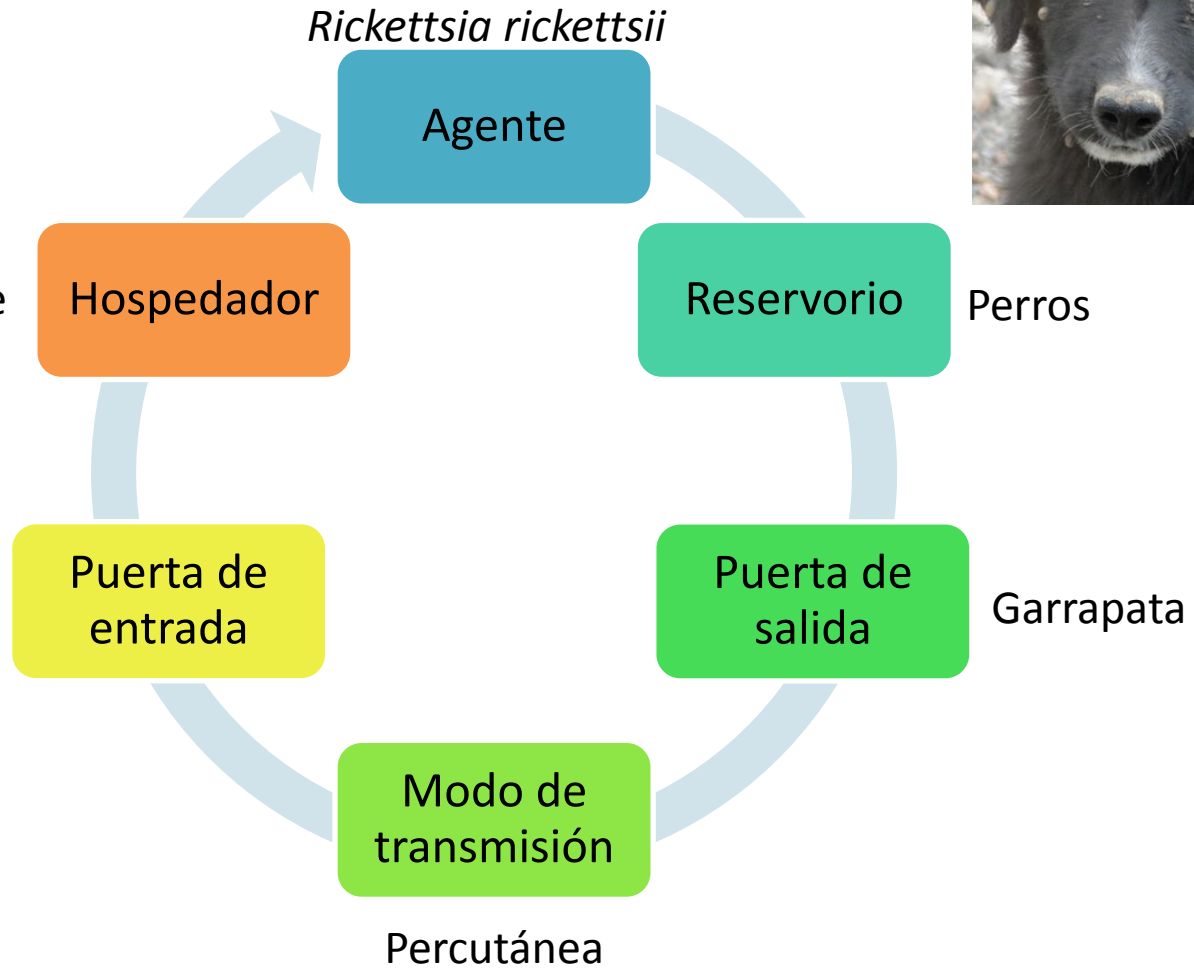 Rickettsia rickettsii
Agente
Hospedador
Reservorio
Perros
Puerta de
entrada
Puerta de
salida
Garrapata
Modo de
transmisión
Percutánea